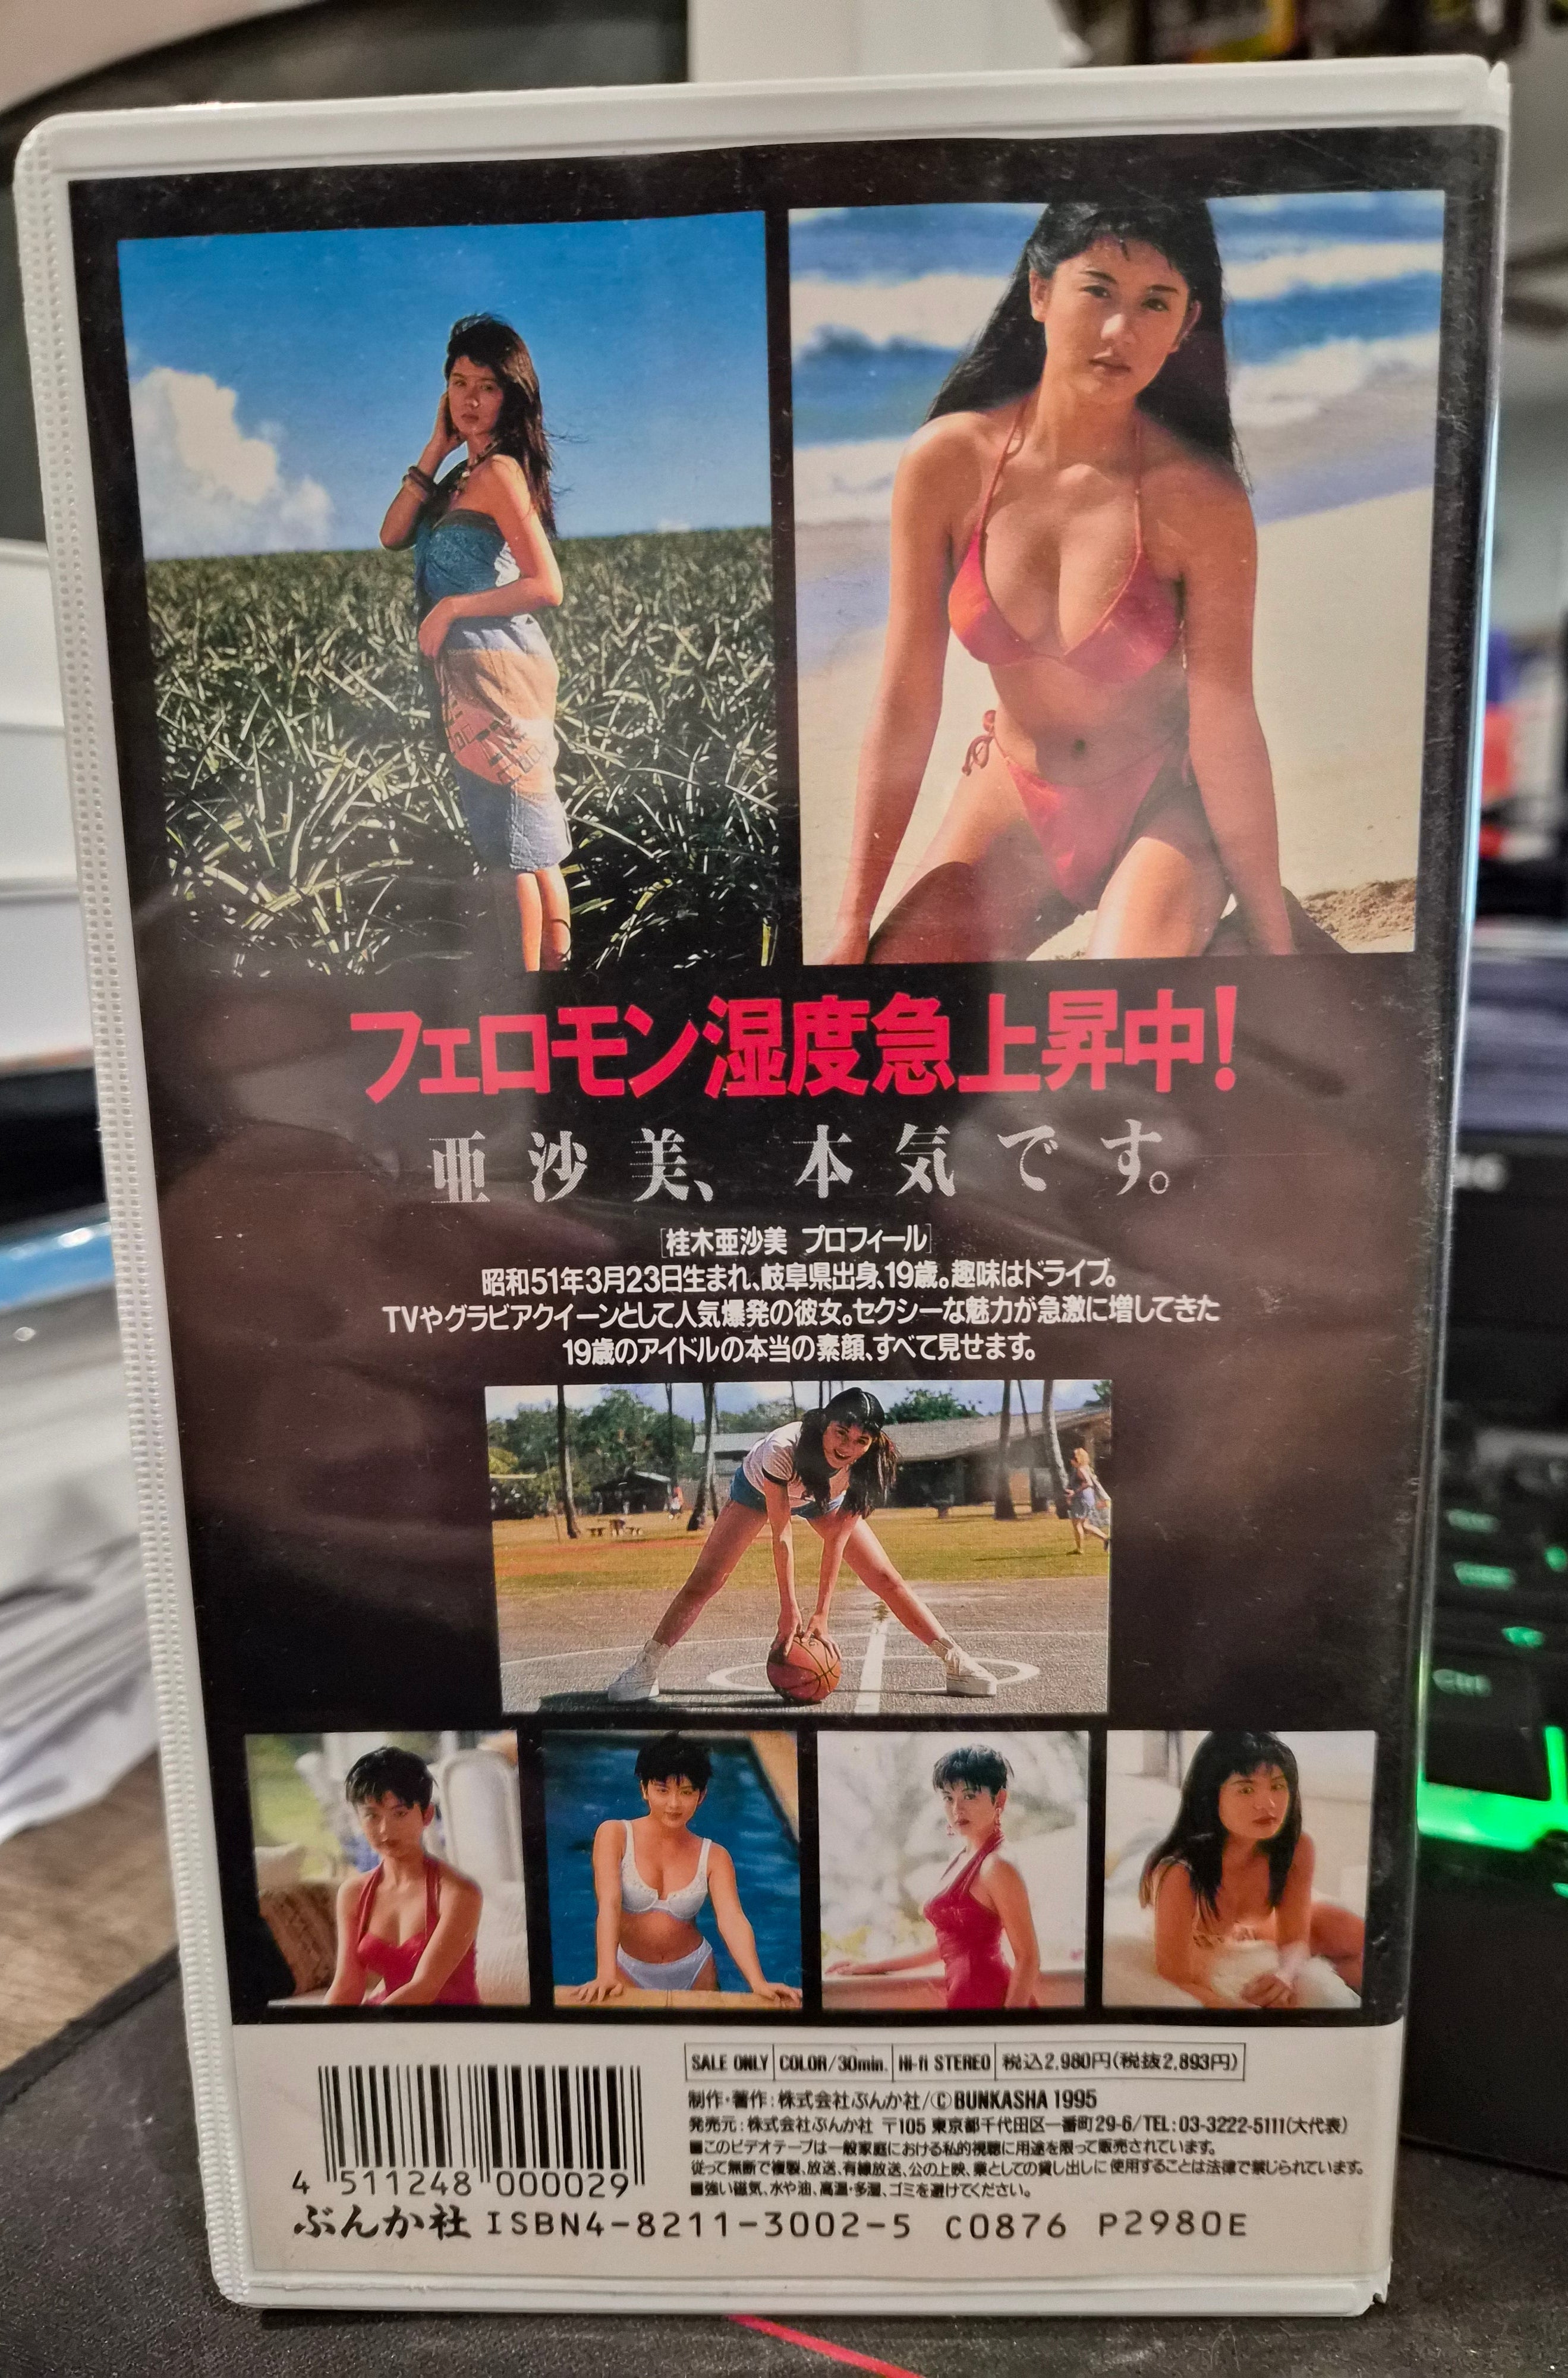 フェロモン湿度急上昇中!
亜沙美、本気です。
[桂木亜沙美 プロフィール]
昭和51年3月23日生まれ、岐阜県出身、19歳。趣味はドライブ。
TVやグラビアクイーンとして人気爆発の彼女。セクシーな魅力が急激に増してきた
19歳のアイドルの本当の素顔、すべて見せます。
SALE ONLY COLOR/30min. Hi-fi STEREO 税込2,980円(税抜2,893円)
制作・著作:株式会社ぶんか社/©BUNKASHA 1995
発売元:株式会社ぶんか社 〒105 東京都千代田区一番町29-6/TEL:03-3222-5111(大代表)
■このビデオテープは一般家庭における私的視聴に用途を限って販売されています。
従って無断で複製、放送、有線放送、公の上映、業としての貸し出しに使用することは法律で禁じられています。
■強い磁気、水や油、高温・多湿、ゴミを避けてください。
4 511248 000029
ぶんか社 ISBN4-8211-3002-5 C0876 P2980E
Ctrl